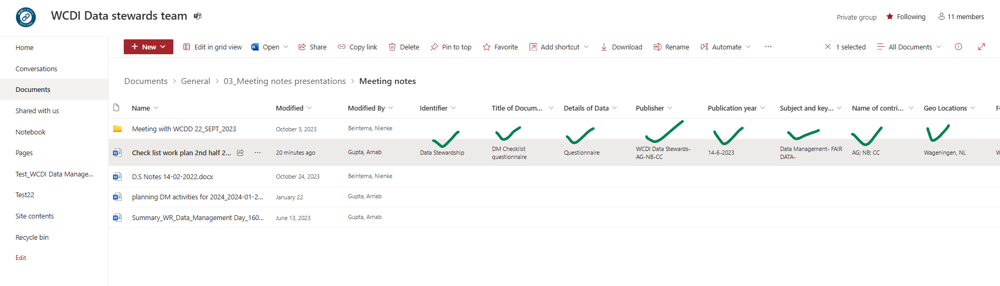 WCDI Data stewards team
Private group
Following
11 members
Home
Conversations
Documents
Shared with us
Notebook
Pages
Test_WCDI Data Manage...
Test22
Site contents
Recycle bin
Edit
New
Edit in grid view
Open
Share
Copy link
Delete
Pin to top
Favorite
Add shortcut
Download
Rename
Automate
...
1 selected
All Documents
Documents > General > 03_Meeting notes presentations > Meeting notes
Name Modified Modified By Identifier Title of Docum... Details of Data Publisher Publication year Subject and key... Name of contri... Geo Locations
Meeting with WCDD 22_SEPT_2023 October 3, 2023 Beintema, Nienke
Check list work plan 2nd half 2... 20 minutes ago Gupta, Arnab Data Stewardship
DM Checklist
questionnaire
Questionnaire
WCDI Data Stewards-
AG-NB-CC
14-6-2023
Data Management- FAIR
DATA-
AG; NB; CC
Wageningen, NL
D.S Notes 14-02-2022.docx October 24, 2023 Beintema, Nienke
planning DM activities for 2024_2024-01-2... January 22 Gupta, Arnab
Summary_WR_Data_Management Day_160... June 13, 2023 Gupta, Arnab